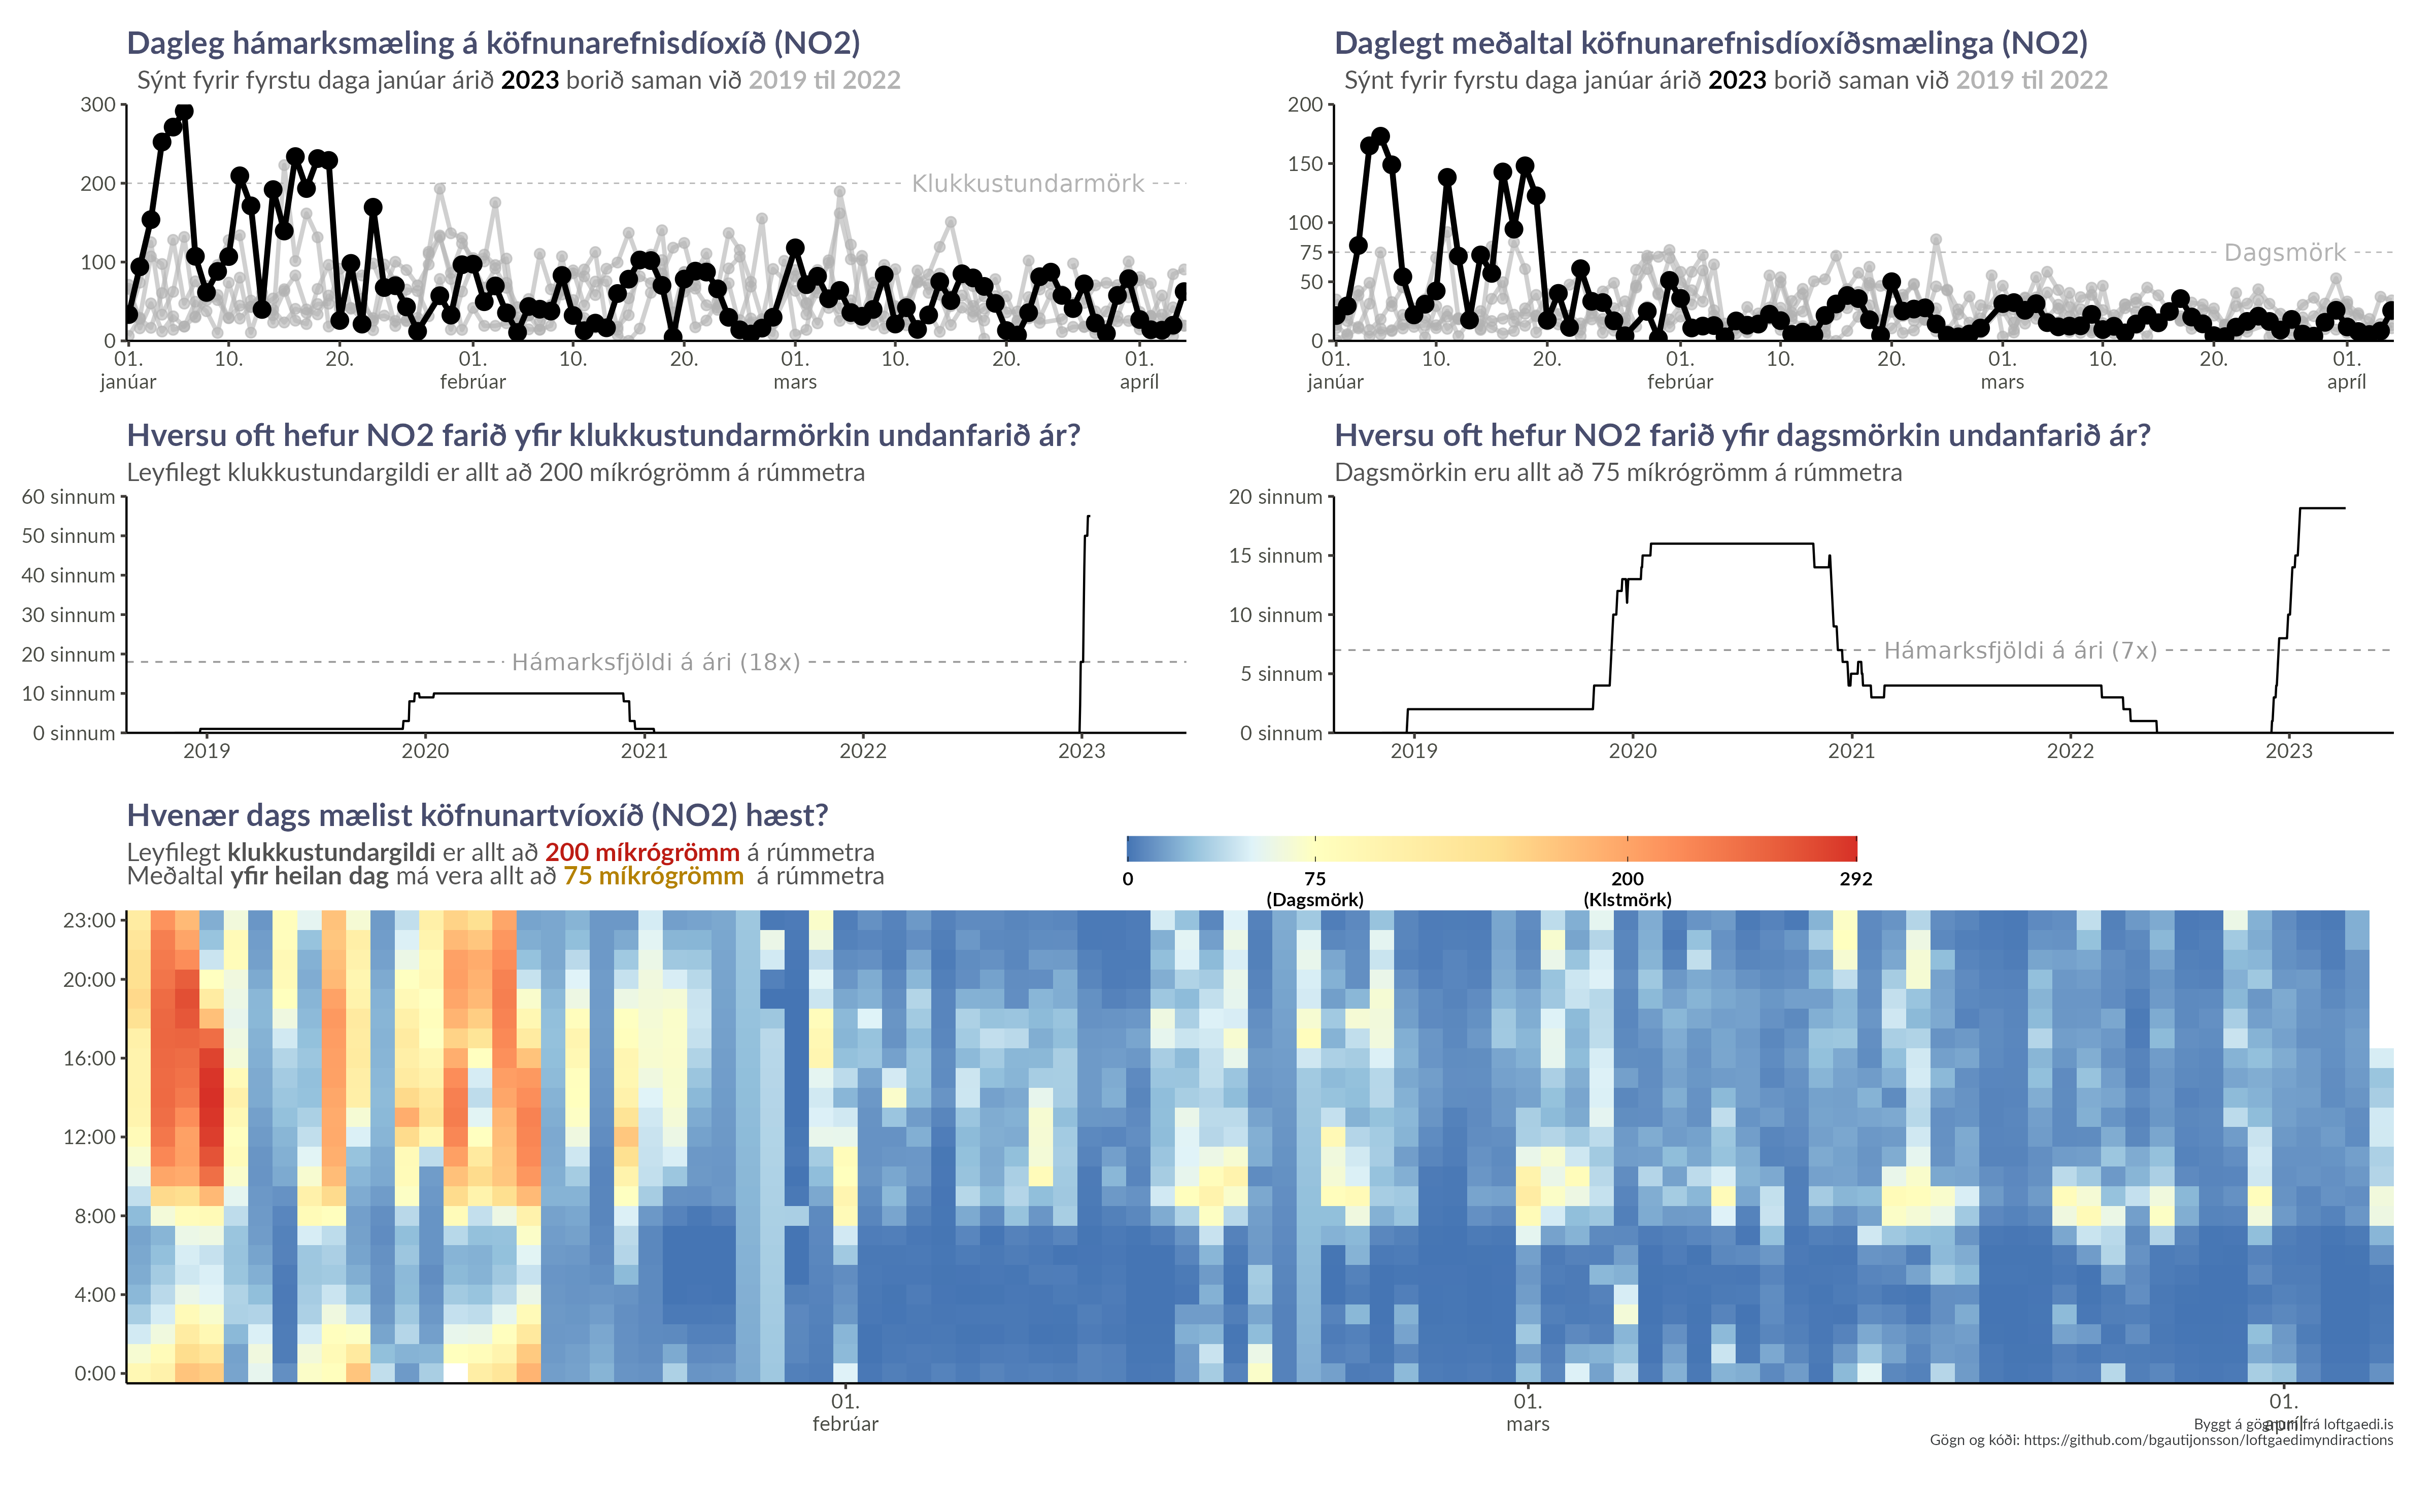 Dagleg hámarksmæling á köfnunarefnisdíoxíð (NO2)
Sýnt fyrir fyrstu daga janúar árið 2023 borið saman við 2019 til 2022
300
200
100
0
Klukkustundarmörk
01. 10. 20. 01. 10. 20. 01. 10. 20. 01.
janúar febrúar mars apríl
Daglegt meðaltal köfnunarefnisdíoxíðsmælinga (NO2)
Sýnt fyrir fyrstu daga janúar árið 2023 borið saman við 2019 til 2022
200
150
100
75
50
0
Dagsmörk
01. 10. 20. 01. 10. 20. 01. 10. 20. 01.
janúar febrúar mars apríl
Hversu oft hefur NO2 farið yfir klukkustundarmörkin undanfarið ár?
Leyfilegt klukkustundargildi er allt að 200 míkrógrömm á rúmmetra
60 sinnum
50 sinnum
40 sinnum
30 sinnum
20 sinnum
10 sinnum
0 sinnum
Hámarksfjöldi á ári (18x)
2019 2020 2021 2022 2023
Hversu oft hefur NO2 farið yfir dagsmörkin undanfarið ár?
Dagsmörkin eru allt að 75 míkrógrömm á rúmmetra
20 sinnum
15 sinnum
10 sinnum
5 sinnum
0 sinnum
Hámarksfjöldi á ári (7x)
2019 2020 2021 2022 2023
Hvenær dags mælist köfnunartvíoxíð (NO2) hæst?
Leyfilegt klukkustundargildi er allt að 200 míkrógrömm á rúmmetra
Meðaltal yfir heilan dag má vera allt að 75 míkrógrömm á rúmmetra
0 75 200 292
(Dagsmörk) (Klstmörk)
23:00
20:00
16:00
12:00
8:00
4:00
0:00
01. 01. 01.
febrúar mars apríl
Byggt á gögnum frá loftgaedi.is
Gögn og kóði: https://github.com/bgautijonsson/loftgaedimyndiractions